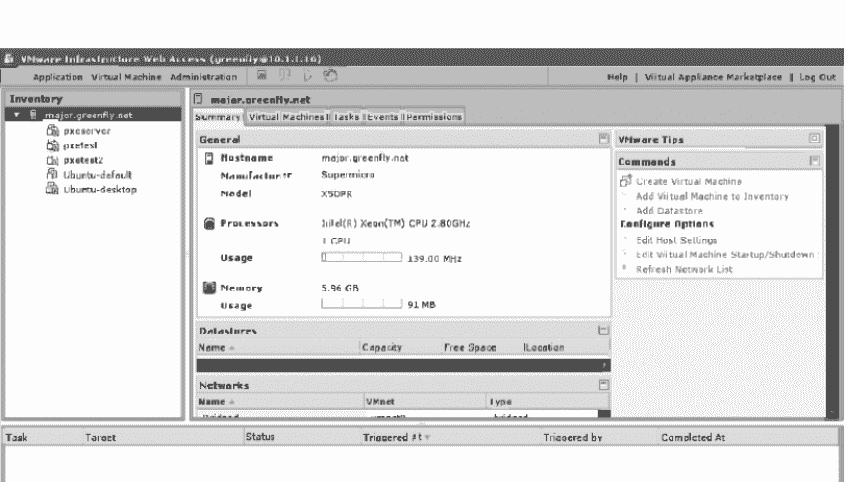 VMware Infrastructure Web Access (greenfly@10.1.1.16)
Application Virtual Machine Administration Help | Virtual Appliance Marketplace | Log Out
Inventory
major.greenfly.net
pxeserver
pxetest
pxetest2
Ubuntu-default
Ubuntu-desktop
major.greenfly.net
Summary Virtual Machines Tasks Events Permissions
General
Hostname major.greenfly.net
Manufacturer Supermicro
Model X5DPR
Processors Intel(R) Xeon(TM) CPU 2.80GHz
1 CPU
Usage 139.00 MHz
Memory 5.96 GB
Usage 91 MB
Datastores
Name Capacity Free Space Location
Networks
Name VMnet Type
Bridged vmnet0 bridged
VMware Tips
Commands
Create Virtual Machine
Add Virtual Machine to Inventory
Add Datastore
Configure Options
Edit Host Settings
Edit Virtual Machine Startup/Shutdown
Refresh Network List
Task Target Status Triggered At Triggered by Completed At